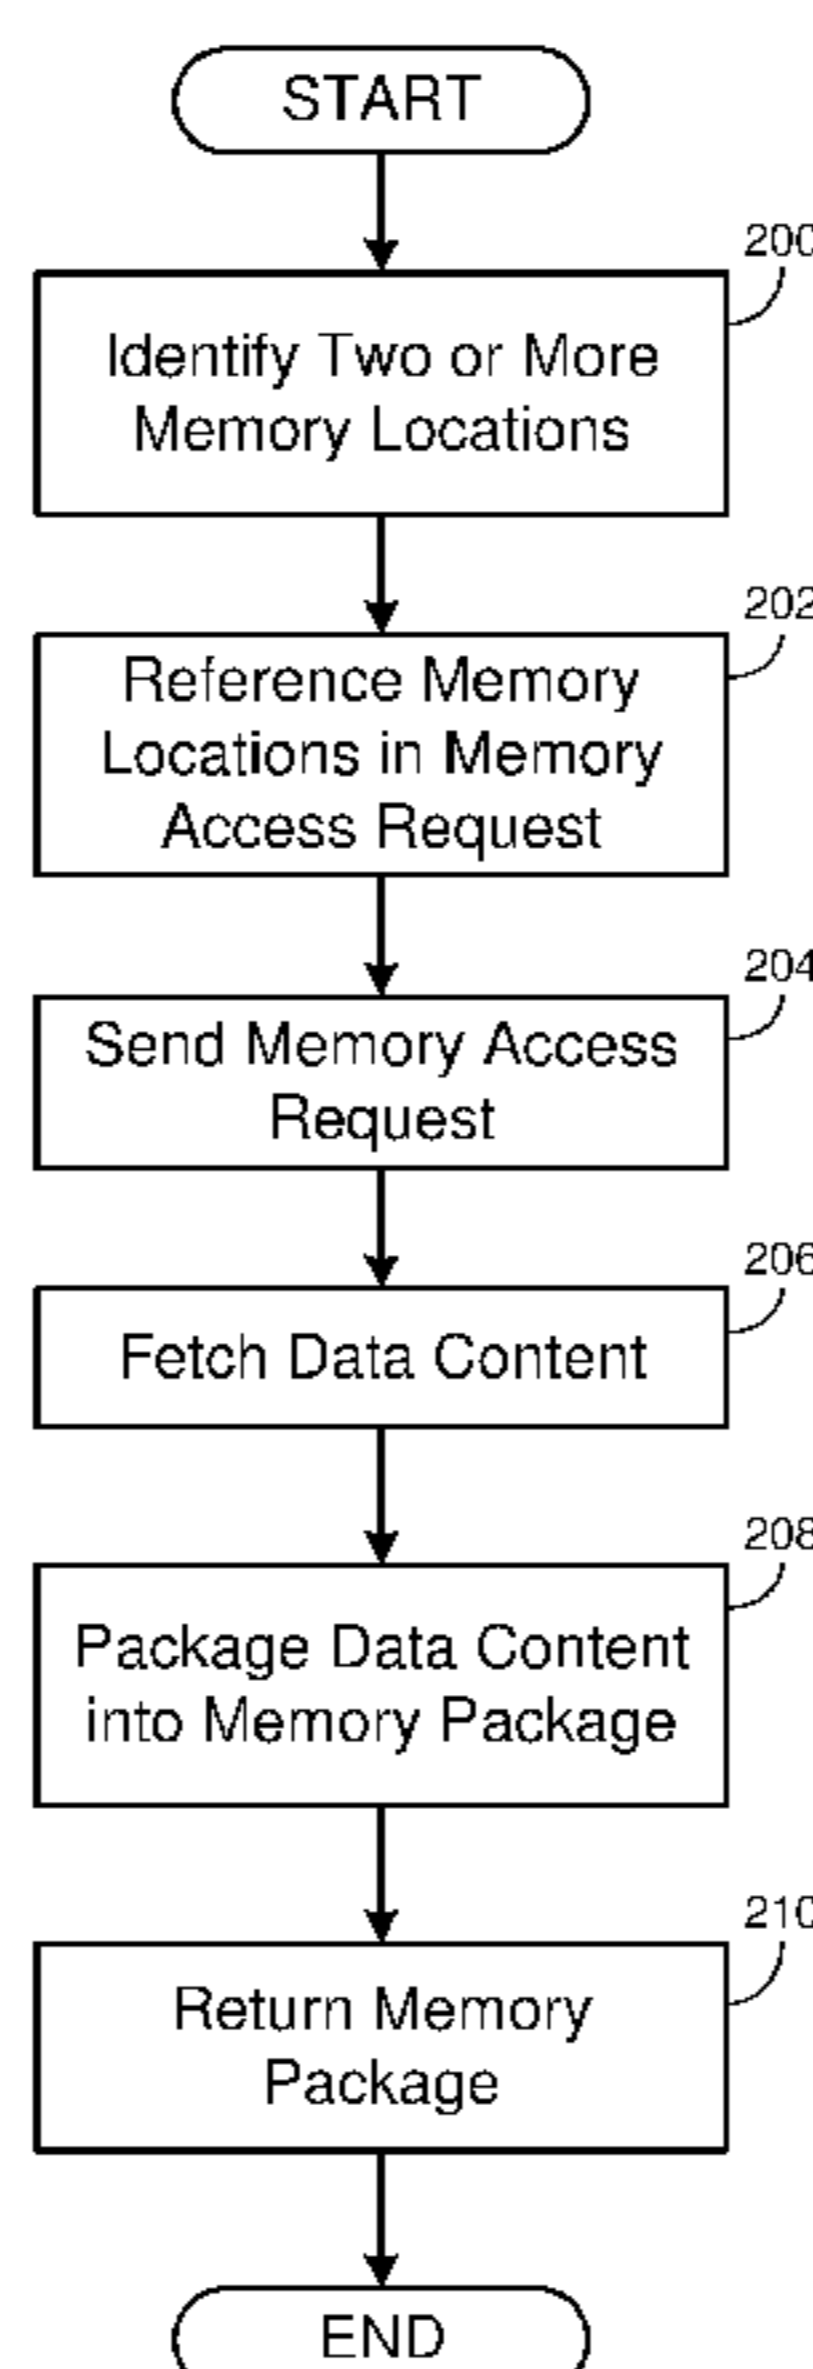 START
200
Identify Two or More
Memory Locations
202
Reference Memory
Locations in Memory
Access Request
204
Send Memory Access
Request
206
Fetch Data Content
208
Package Data Content
into Memory Package
210
Return Memory
Package
END